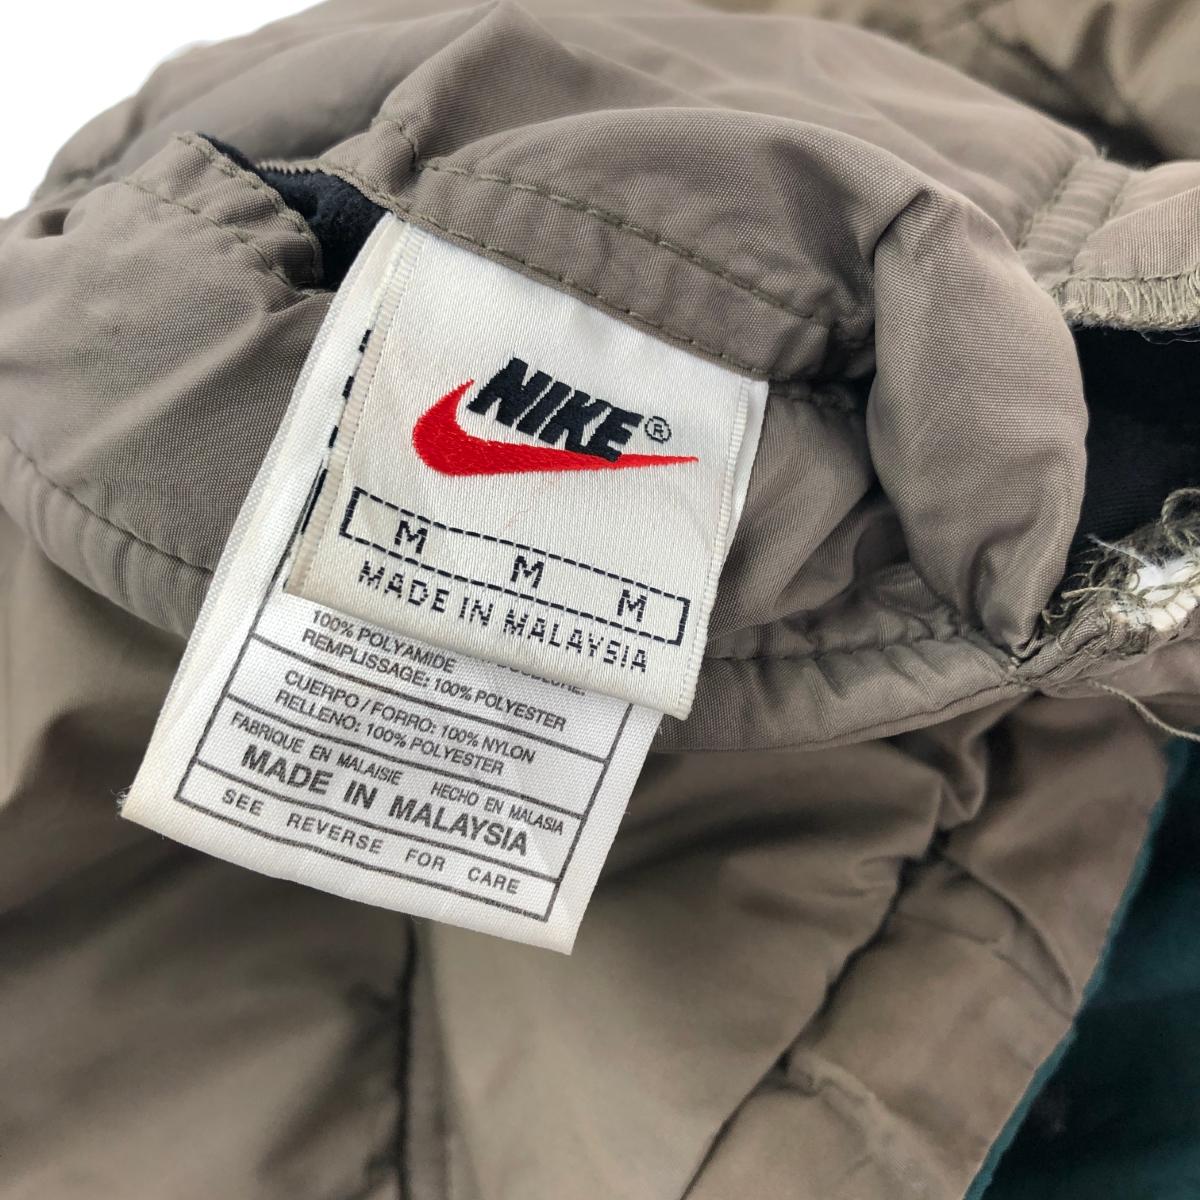 NIKE®
M M M
MADE IN MALAYSIA
100% POLYAMIDE
REMPLISSAGE: 100% POLYESTER
CUERPO / FORRO: 100% NYLON
RELLENO: 100% POLYESTER
FABRIQUE EN MALAISIE HECHO EN MALASIA
MADE IN MALAYSIA
SEE REVERSE FOR CARE